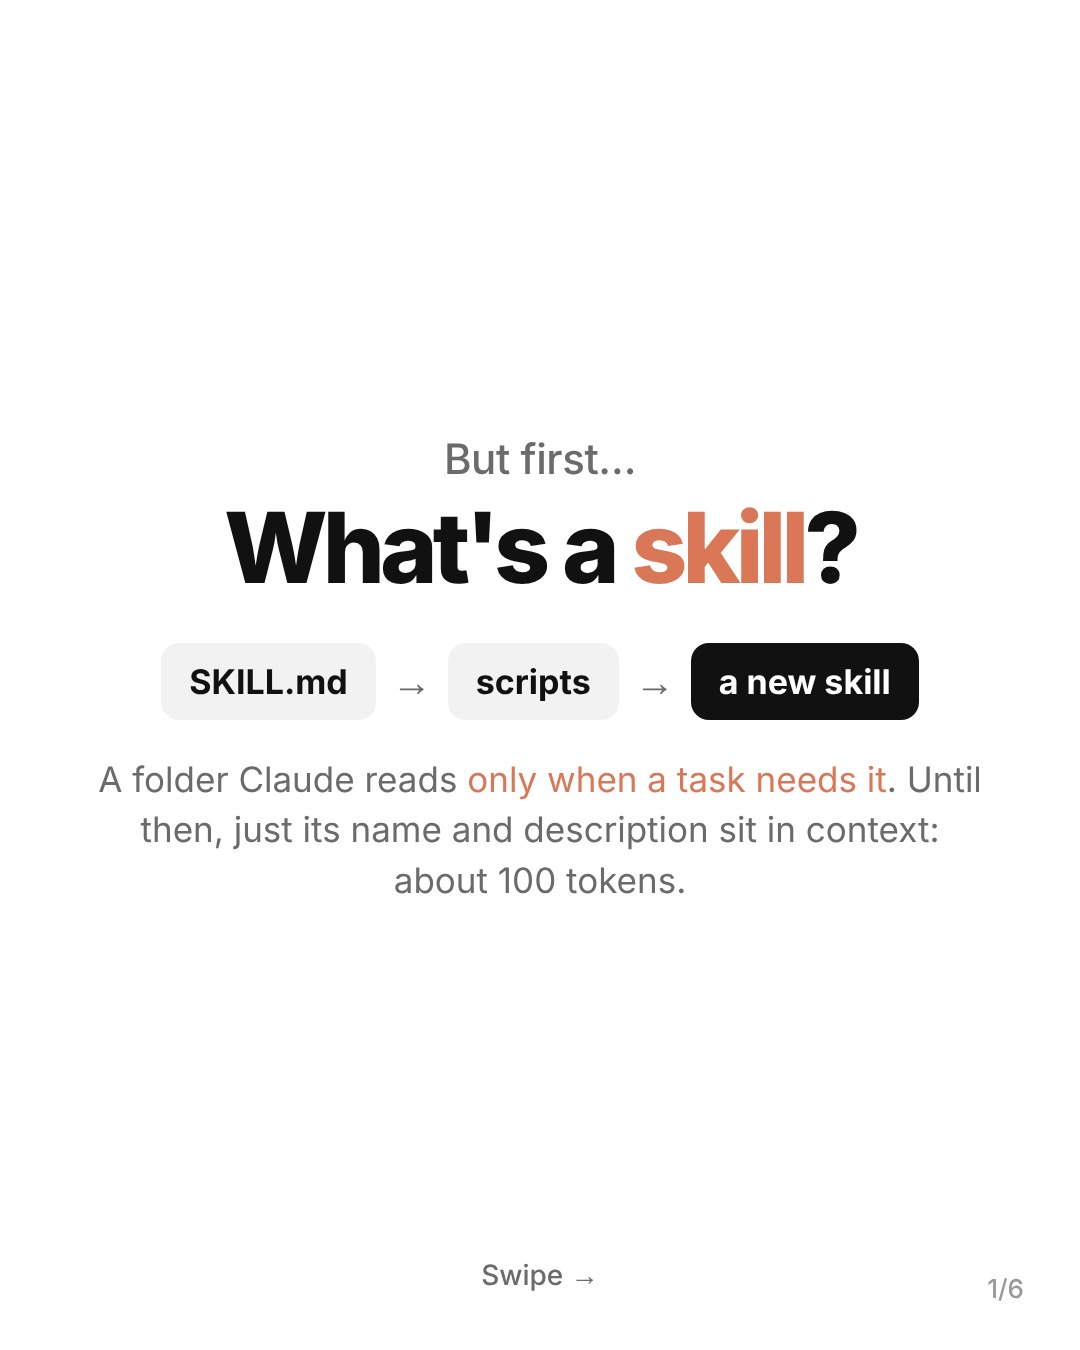 But first...
What's a skill?
SKILL.md → scripts → a new skill
A folder Claude reads only when a task needs it. Until
then, just its name and description sit in context:
about 100 tokens.
Swipe →
1/6